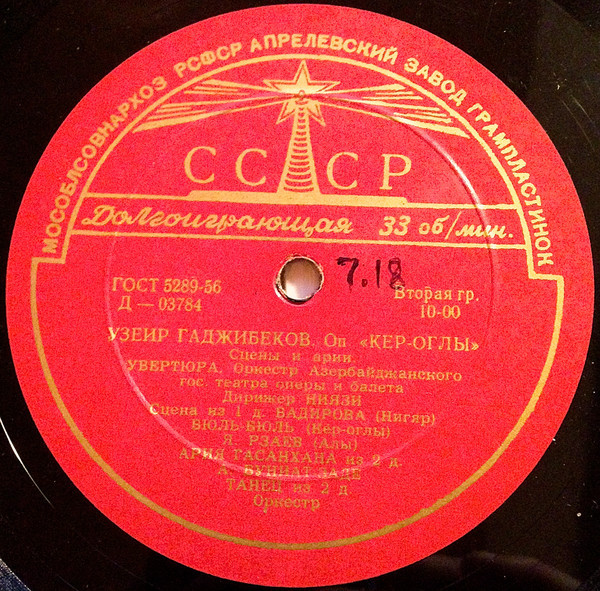 МОСОБЛСОВНАРХОЗ РСФСР АПРЕЛЕВСКИЙ ЗАВОД ГРАМПЛАСТИНОК
СССР
Долгоиграющая 33 об/мин.
7.18
ГОСТ 5289-56
Д — 03784
Вторая гр.
10-00
УЗЕИР ГАДЖИБЕКОВ. Оп «КЕР-ОГЛЫ»
Сцены и арии.
УВЕРТЮРА. Оркестр Азербайджанского
гос. театра оперы и балета
Дирижер НИЯЗИ
Сцена из 1 д. БАДИРОВА (Нигяр)
БЮЛЬ-БЮЛЬ (Кер-оглы)
Я. РЗАЕВ (Алы)
АРИЯ ГАСАНХАНА из 2 д.
А. БУНИАТ-ЗАДЕ
ТАНЕЦ из 2 д
Оркестр